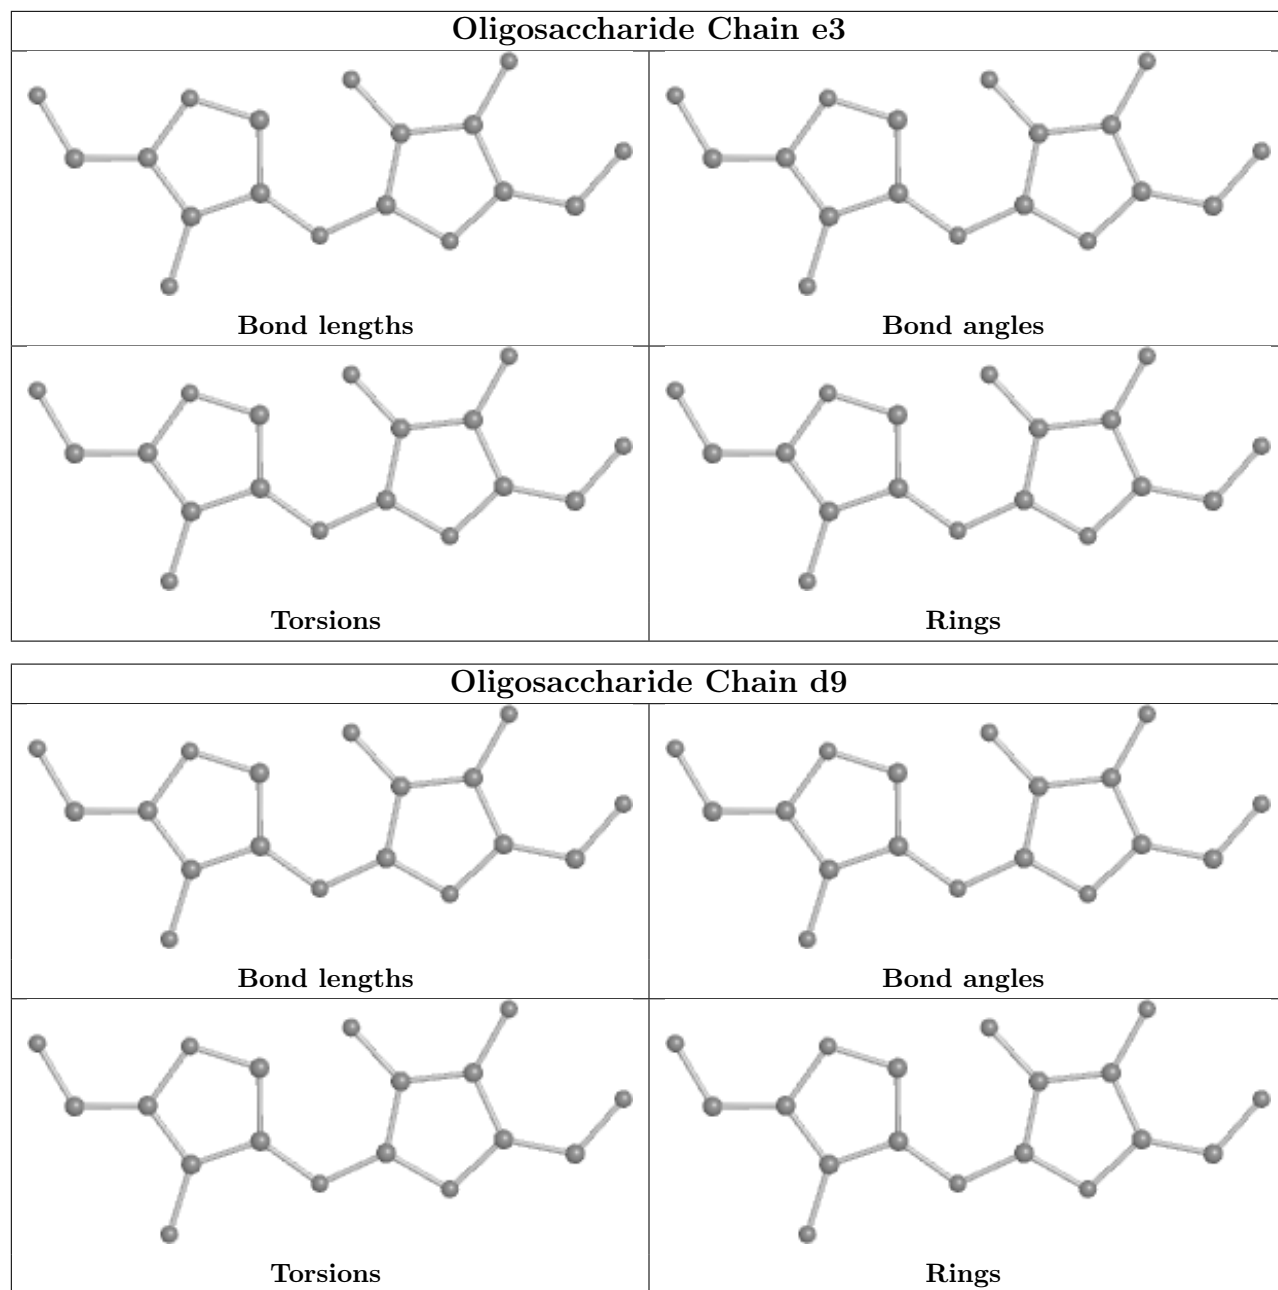 Oligosaccharide Chain e3
Bond lengths
Bond angles
Torsions
Rings
Oligosaccharide Chain d9
Bond lengths
Bond angles
Torsions
Rings